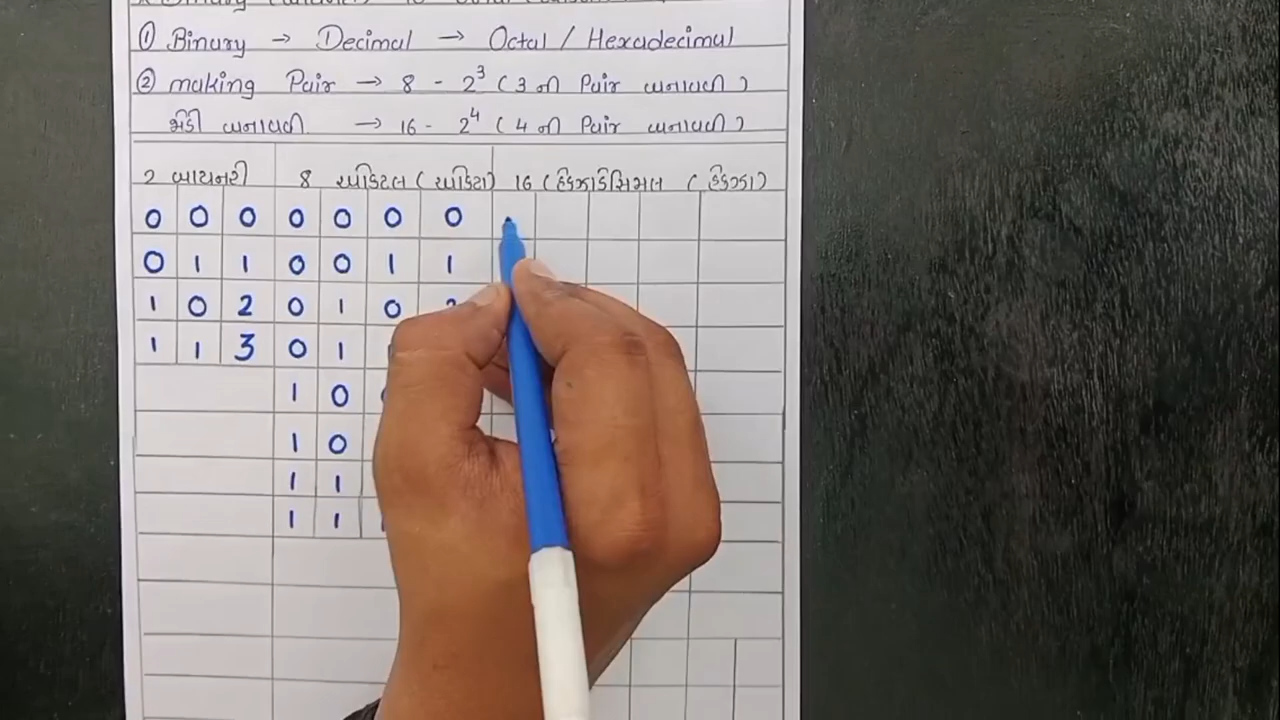 ① Binary → Decimal → Octal / Hexadecimal
② making Pair → 8 - 2³ ( 3 ની Pair બનાવવી )
બનાવવી → 16 - 2⁴ ( 4 ની Pair બનાવવી )
2 બાયનરી 8 ઑક્ટલ ( ઑક્ટા ) 16 ( હેક્ઝાડેસિમલ ( હેક્ઝા )
0 0 0 0 0 0 0
0 1 1 0 0 1 1
1 0 2 0 1 0 2
1 1 3 0 1
1 0
1 0
1 1
1 1